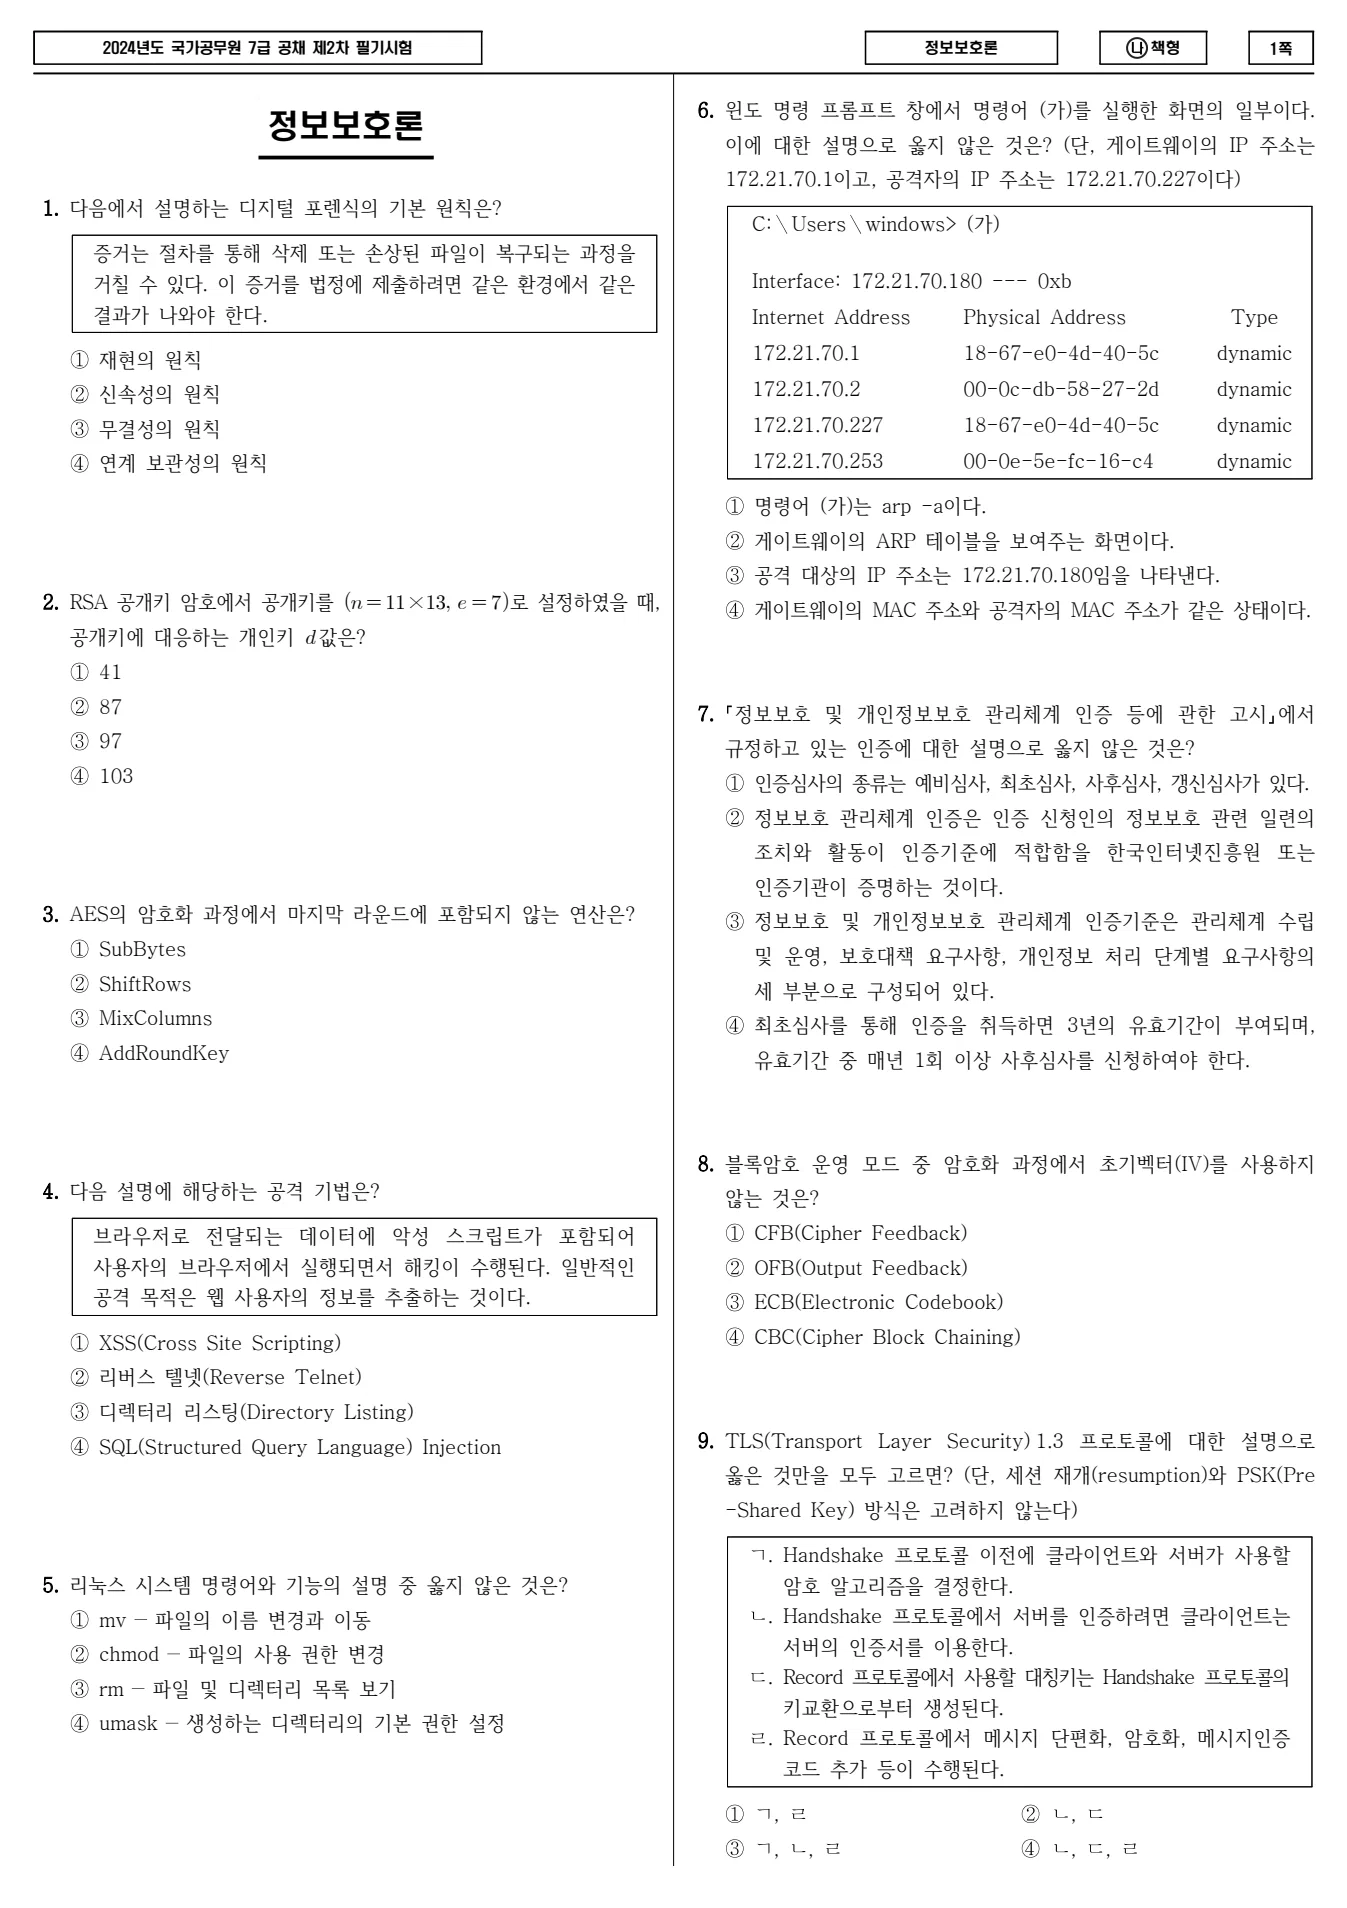 2024년도 국가공무원 7급 공채 제2차 필기시험
정보보호론
㉯ 책형
1쪽
정보보호론
1. 다음에서 설명하는 디지털 포렌식의 기본 원칙은?
증거는 절차를 통해 삭제 또는 손상된 파일이 복구되는 과정을
거칠 수 있다. 이 증거를 법정에 제출하려면 같은 환경에서 같은
결과가 나와야 한다.
① 재현의 원칙
② 신속성의 원칙
③ 무결성의 원칙
④ 연계 보관성의 원칙
2. RSA 공개키 암호에서 공개키를 (n=11×13, e=7)로 설정하였을 때,
공개키에 대응하는 개인키 d값은?
① 41
② 87
③ 97
④ 103
3. AES의 암호화 과정에서 마지막 라운드에 포함되지 않는 연산은?
① SubBytes
② ShiftRows
③ MixColumns
④ AddRoundKey
4. 다음 설명에 해당하는 공격 기법은?
브라우저로 전달되는 데이터에 악성 스크립트가 포함되어
사용자의 브라우저에서 실행되면서 해킹이 수행된다. 일반적인
공격 목적은 웹 사용자의 정보를 추출하는 것이다.
① XSS(Cross Site Scripting)
② 리버스 텔넷(Reverse Telnet)
③ 디렉터리 리스팅(Directory Listing)
④ SQL(Structured Query Language) Injection
5. 리눅스 시스템 명령어와 기능의 설명 중 옳지 않은 것은?
① mv – 파일의 이름 변경과 이동
② chmod – 파일의 사용 권한 변경
③ rm – 파일 및 디렉터리 목록 보기
④ umask – 생성하는 디렉터리의 기본 권한 설정
6. 윈도 명령 프롬프트 창에서 명령어 (가)를 실행한 화면의 일부이다.
이에 대한 설명으로 옳지 않은 것은? (단, 게이트웨이의 IP 주소는
172.21.70.1이고, 공격자의 IP 주소는 172.21.70.227이다)
C:\Users\windows> (가)
Interface: 172.21.70.180 --- 0xb
Internet Address Physical Address Type
172.21.70.1 18-67-e0-4d-40-5c dynamic
172.21.70.2 00-0c-db-58-27-2d dynamic
172.21.70.227 18-67-e0-4d-40-5c dynamic
172.21.70.253 00-0e-5e-fc-16-c4 dynamic
① 명령어 (가)는 arp -a이다.
② 게이트웨이의 ARP 테이블을 보여주는 화면이다.
③ 공격 대상의 IP 주소는 172.21.70.180임을 나타낸다.
④ 게이트웨이의 MAC 주소와 공격자의 MAC 주소가 같은 상태이다.
7. 「정보보호 및 개인정보보호 관리체계 인증 등에 관한 고시」에서
규정하고 있는 인증에 대한 설명으로 옳지 않은 것은?
① 인증심사의 종류는 예비심사, 최초심사, 사후심사, 갱신심사가 있다.
② 정보보호 관리체계 인증은 인증 신청인의 정보보호 관련 일련의
조치와 활동이 인증기준에 적합함을 한국인터넷진흥원 또는
인증기관이 증명하는 것이다.
③ 정보보호 및 개인정보보호 관리체계 인증기준은 관리체계 수립
및 운영, 보호대책 요구사항, 개인정보 처리 단계별 요구사항의
세 부분으로 구성되어 있다.
④ 최초심사를 통해 인증을 취득하면 3년의 유효기간이 부여되며,
유효기간 중 매년 1회 이상 사후심사를 신청하여야 한다.
8. 블록암호 운영 모드 중 암호화 과정에서 초기벡터(IV)를 사용하지
않는 것은?
① CFB(Cipher Feedback)
② OFB(Output Feedback)
③ ECB(Electronic Codebook)
④ CBC(Cipher Block Chaining)
9. TLS(Transport Layer Security) 1.3 프로토콜에 대한 설명으로
옳은 것만을 모두 고르면? (단, 세션 재개(resumption)와 PSK(Pre
-Shared Key) 방식은 고려하지 않는다)
ㄱ. Handshake 프로토콜 이전에 클라이언트와 서버가 사용할
암호 알고리즘을 결정한다.
ㄴ. Handshake 프로토콜에서 서버를 인증하려면 클라이언트는
서버의 인증서를 이용한다.
ㄷ. Record 프로토콜에서 사용할 대칭키는 Handshake 프로토콜의
키교환으로부터 생성된다.
ㄹ. Record 프로토콜에서 메시지 단편화, 암호화, 메시지인증
코드 추가 등이 수행된다.
① ㄱ, ㄹ ② ㄴ, ㄷ
③ ㄱ, ㄴ, ㄹ ④ ㄴ, ㄷ, ㄹ